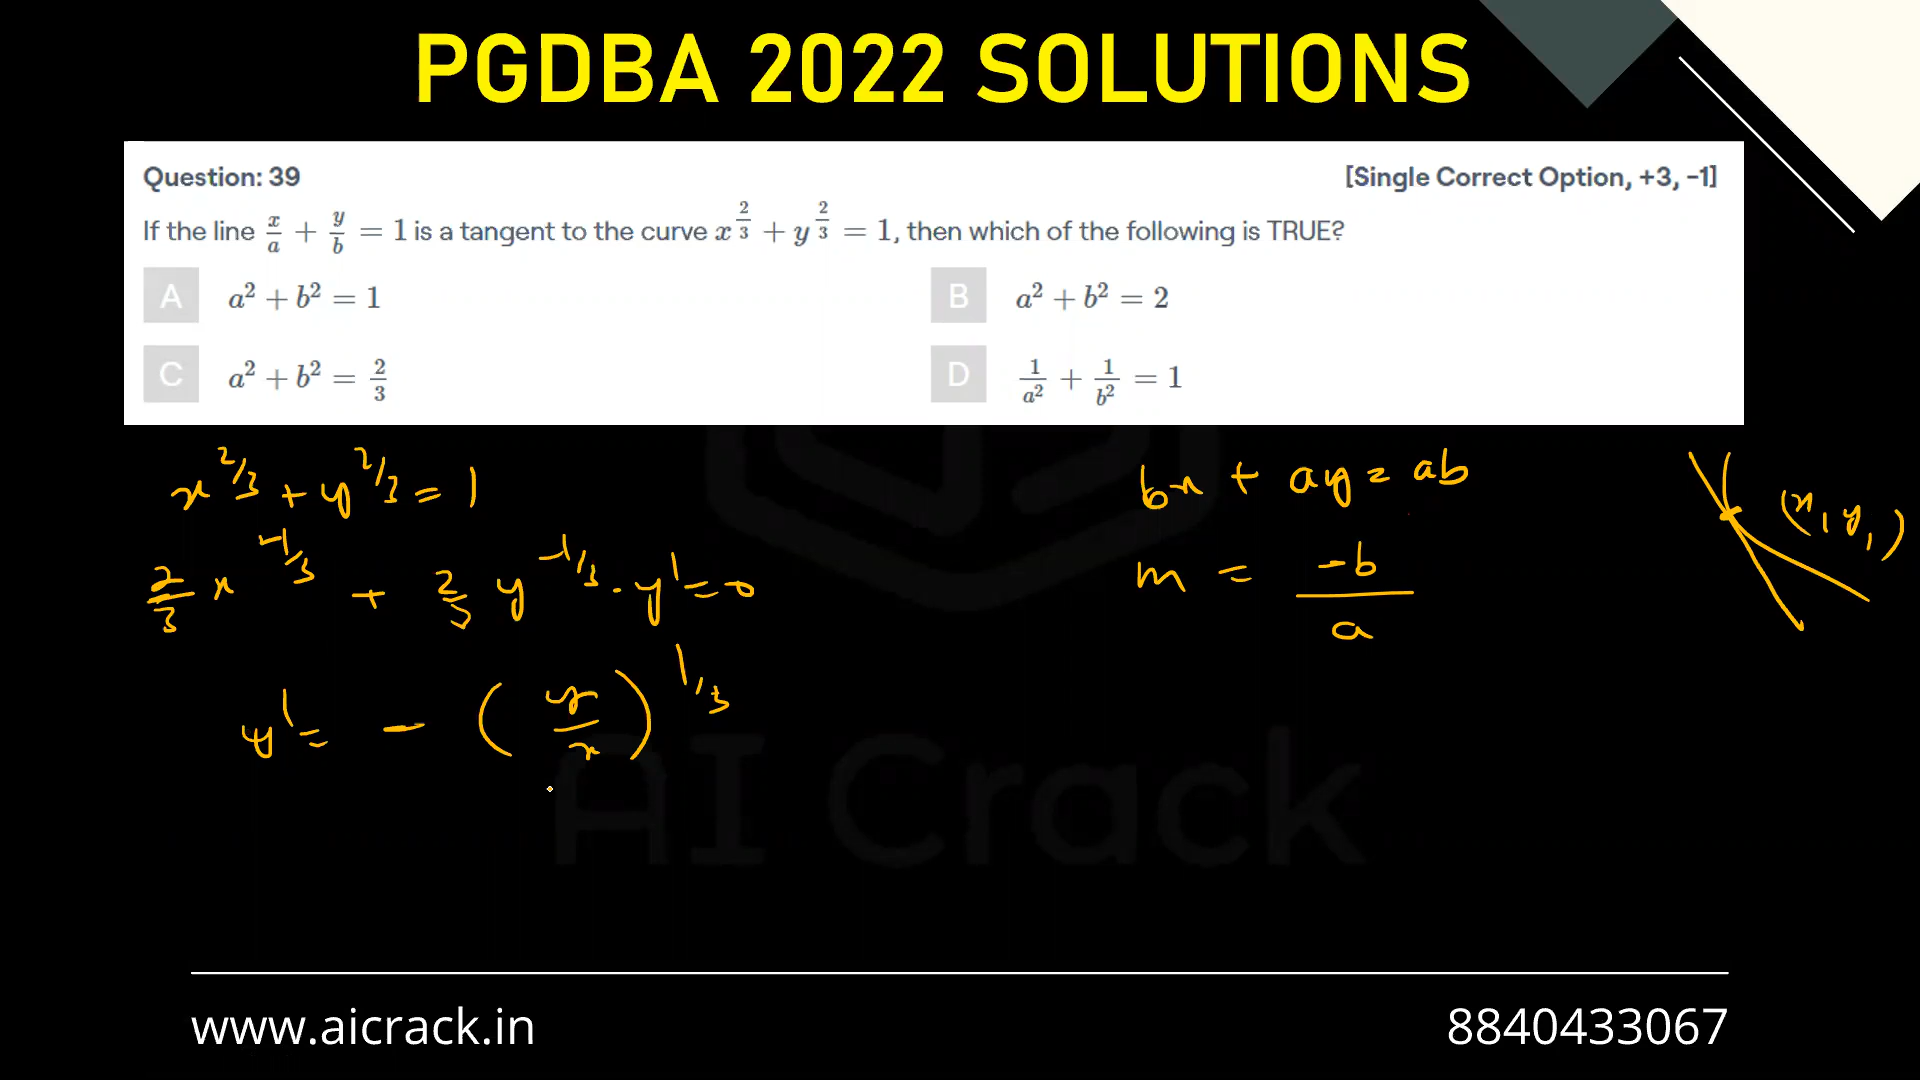 PGDBA 2022 SOLUTIONS
Question: 39 [Single Correct Option, +3, -1]
If the line x/a + y/b = 1 is a tangent to the curve x^(2/3) + y^(2/3) = 1, then which of the following is TRUE?
A a² + b² = 1
B a² + b² = 2
C a² + b² = 2/3
D 1/a² + 1/b² = 1
x^(2/3) + y^(2/3) = 1
2/3 x^(-1/3) + 2/3 y^(-1/3) · y' = 0
y' = - (y/x)^(1/3)
bx + ay = ab
m = -b/a
(x₁ y₁)
AI Crack
www.aicrack.in
8840433067